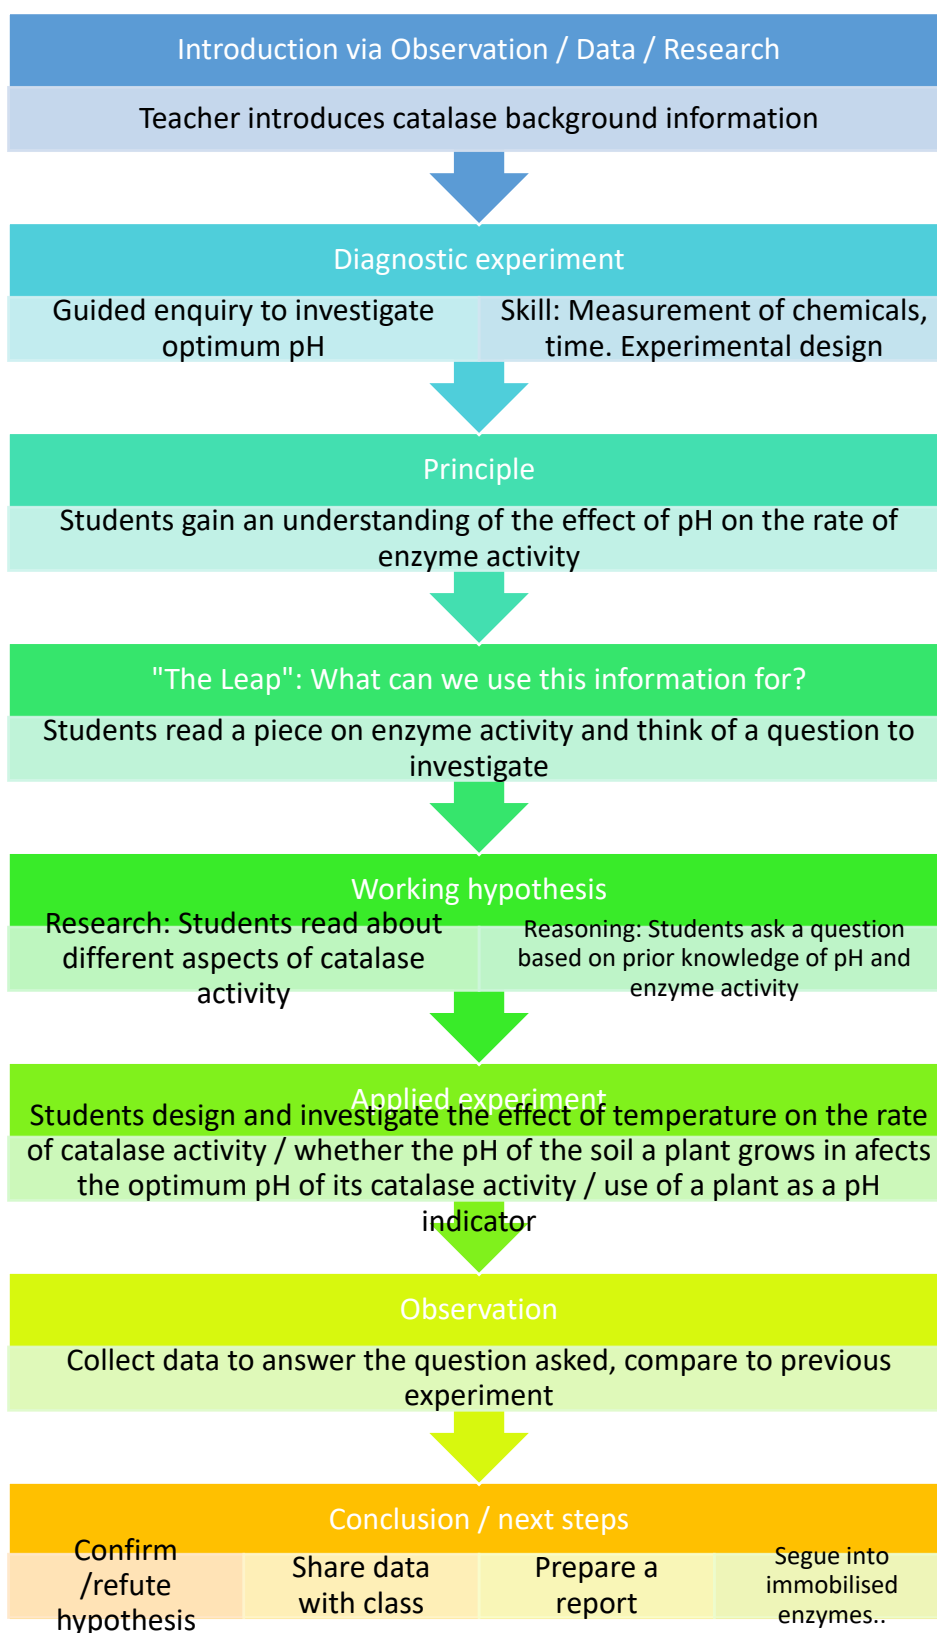 Introduction via Observation / Data / Research
Teacher introduces catalase background information
Diagnostic experiment
Guided enquiry to investigate
optimum pH
Skill: Measurement of chemicals,
time. Experimental design
Principle
Students gain an understanding of the effect of pH on the rate of
enzyme activity
"The Leap": What can we use this information for?
Students read a piece on enzyme activity and think of a question to
investigate
Working hypothesis
Research: Students read about
different aspects of catalase
activity
Reasoning: Students ask a question
based on prior knowledge of pH and
enzyme activity
Applied experiment
Students design and investigate the effect of temperature on the rate
of catalase activity / whether the pH of the soil a plant grows in afects
the optimum pH of its catalase activity / use of a plant as a pH
indicator
Observation
Collect data to answer the question asked, compare to previous
experiment
Conclusion / next steps
Confirm
/refute
hypothesis
Share data
with class
Prepare a
report
Segue into
immobilised
enzymes..